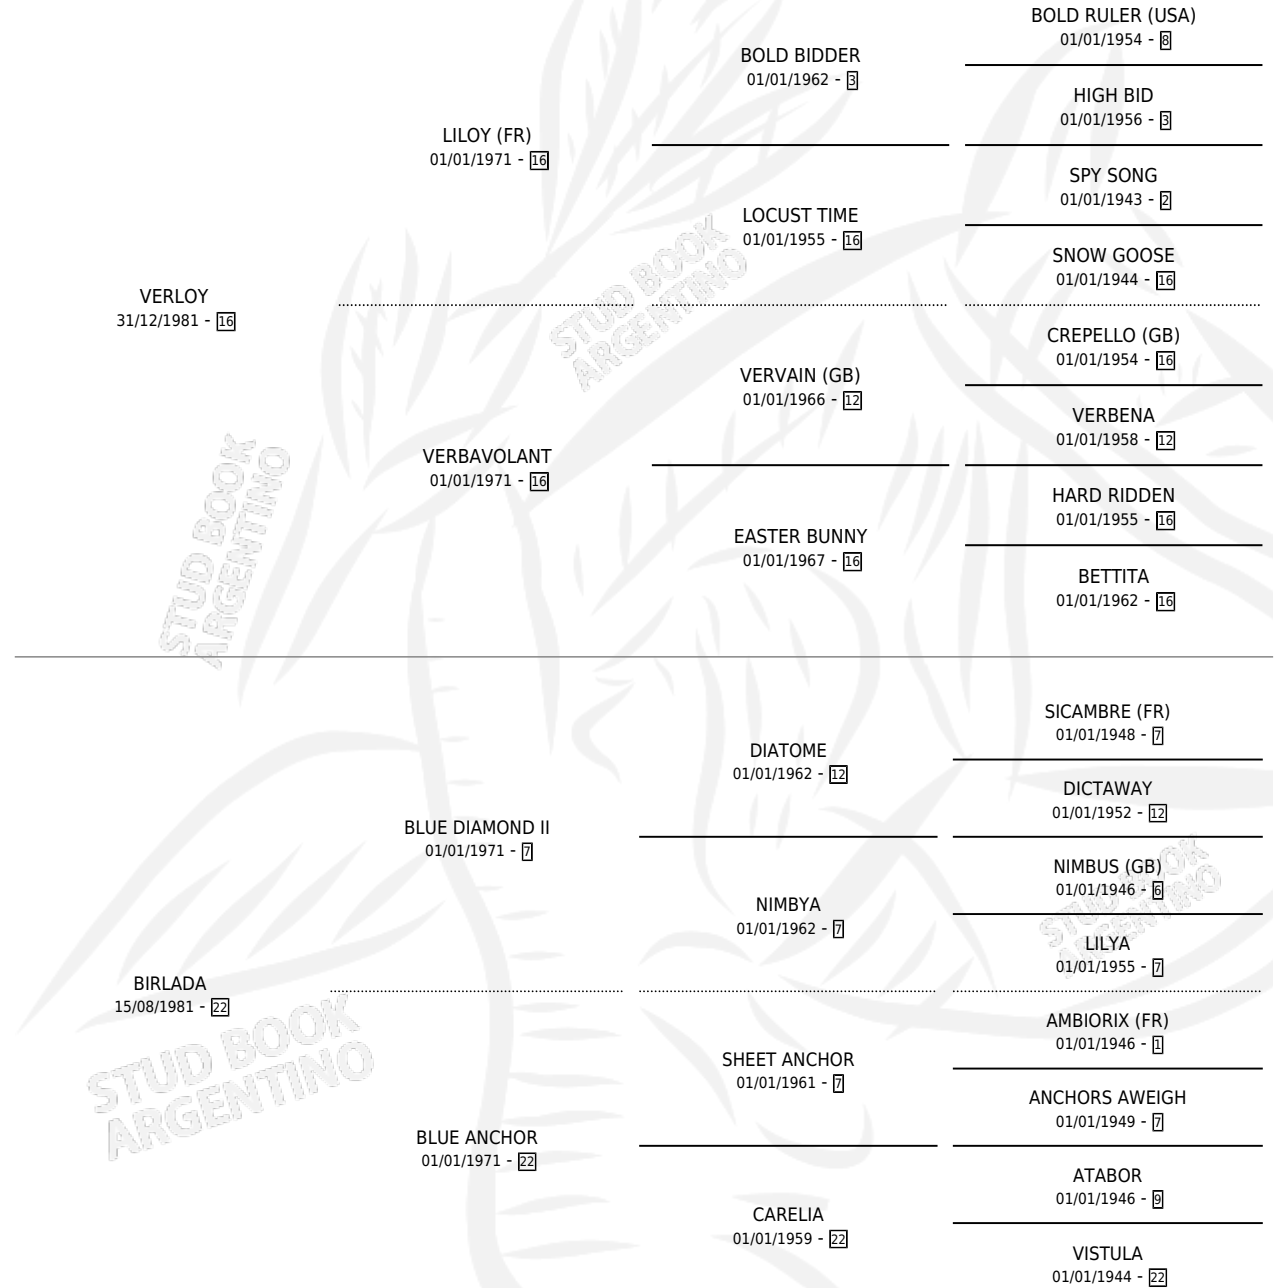 BOLD RULER (USA)
01/01/1954 - 8
BOLD BIDDER
01/01/1962 - 3
HIGH BID
01/01/1956 - 3
LILOY (FR)
01/01/1971 - 16
SPY SONG
01/01/1943 - 2
LOCUST TIME
01/01/1955 - 16
SNOW GOOSE
01/01/1944 - 16
VERLOY
31/12/1981 - 16
CREPELLO (GB)
01/01/1954 - 16
VERVAIN (GB)
01/01/1966 - 12
VERBENA
01/01/1958 - 12
VERBAVOLANT
01/01/1971 - 16
HARD RIDDEN
01/01/1955 - 16
EASTER BUNNY
01/01/1967 - 16
BETTITA
01/01/1962 - 16
STUD BOOK
ARGENTINO
STUD BOOK
ARGENTINO
SICAMBRE (FR)
01/01/1948 - 7
DIATOME
01/01/1962 - 12
DICTAWAY
01/01/1952 - 12
BLUE DIAMOND II
01/01/1971 - 7
NIMBUS (GB)
01/01/1946 - 6
NIMBYA
01/01/1962 - 7
LILYA
01/01/1955 - 7
BIRLADA
15/08/1981 - 22
AMBIORIX (FR)
01/01/1946 - 1
SHEET ANCHOR
01/01/1961 - 7
ANCHORS AWEIGH
01/01/1949 - 7
BLUE ANCHOR
01/01/1971 - 22
ATABOR
01/01/1946 - 9
CARELIA
01/01/1959 - 22
VISTULA
01/01/1944 - 22
STUD BOOK
ARGENTINO
STUD BOOK
ARGENTINO